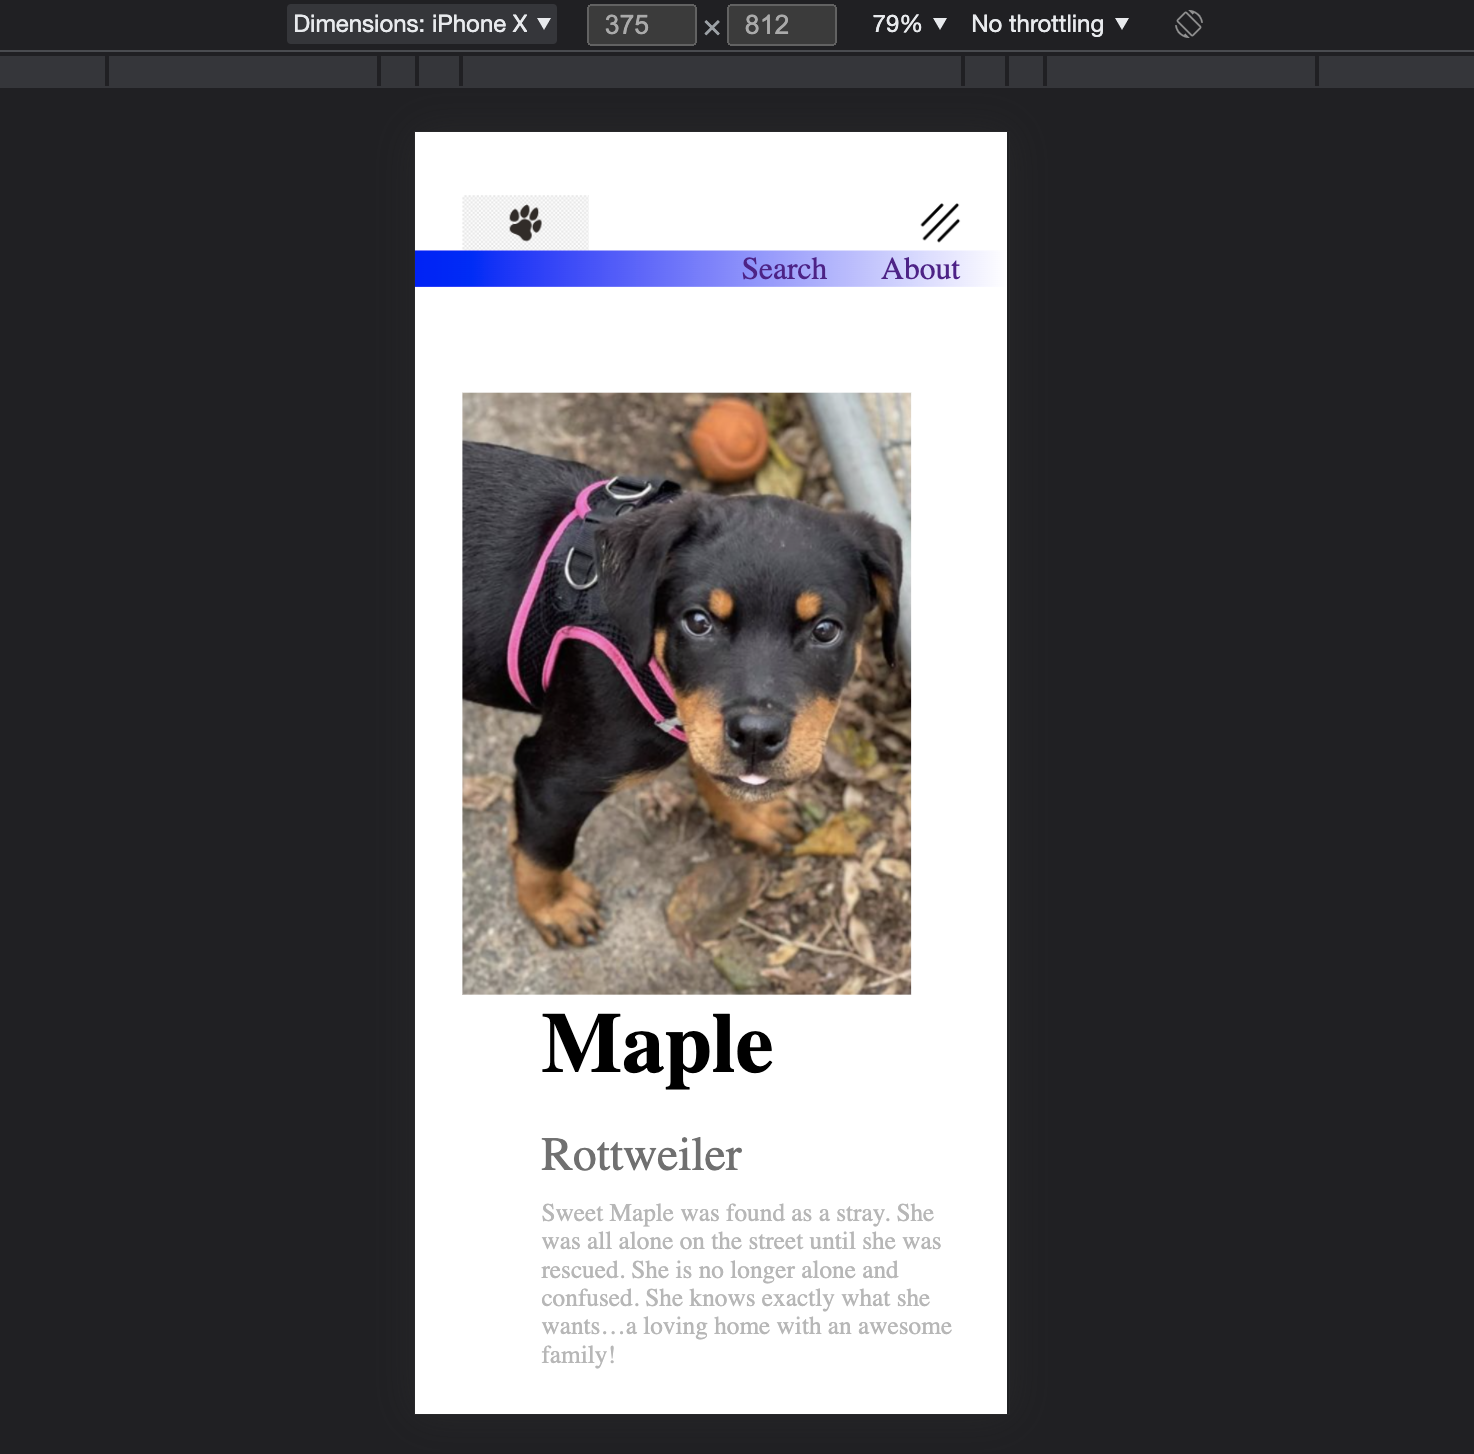 Dimensions: iPhone X ▼ 375 × 812 79% ▼ No throttling ▼
Search About
Maple
Rottweiler
Sweet Maple was found as a stray. She
was all alone on the street until she was
rescued. She is no longer alone and
confused. She knows exactly what she
wants…a loving home with an awesome
family!